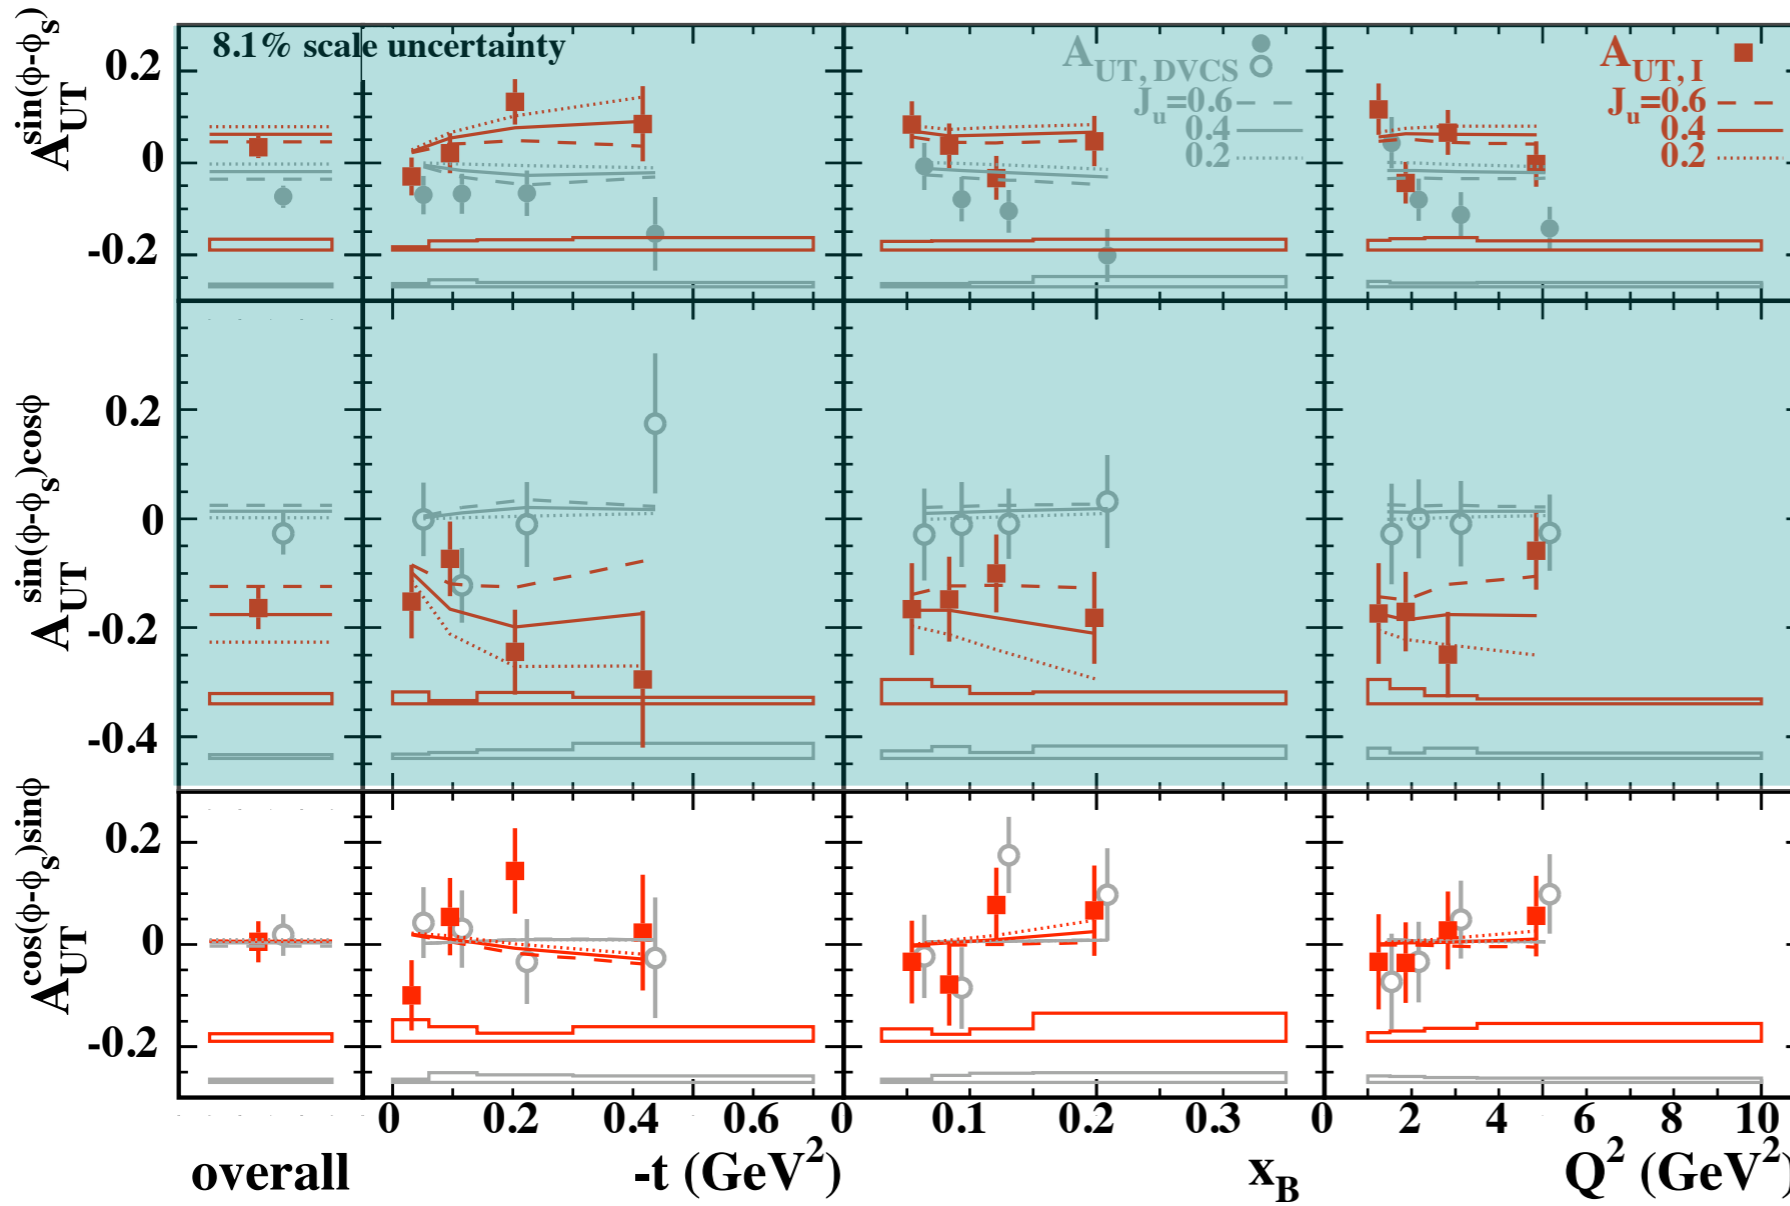 8.1% scale uncertainty
A_UT, DVCS
J_u=0.6
0.4
0.2
A_UT, I
J_u=0.6
0.4
0.2
A_UT^sin(ϕ-ϕ_s)
0.2
0
-0.2
A_UT^sin(ϕ-ϕ_s)cosϕ
0.2
0
-0.2
-0.4
A_UT^cos(ϕ-ϕ_s)sinϕ
0.2
0
-0.2
0 0.2 0.4 0.6 0 0.1 0.2 0.3 0 2 4 6 8 10
overall -t (GeV²) x_B Q² (GeV²)